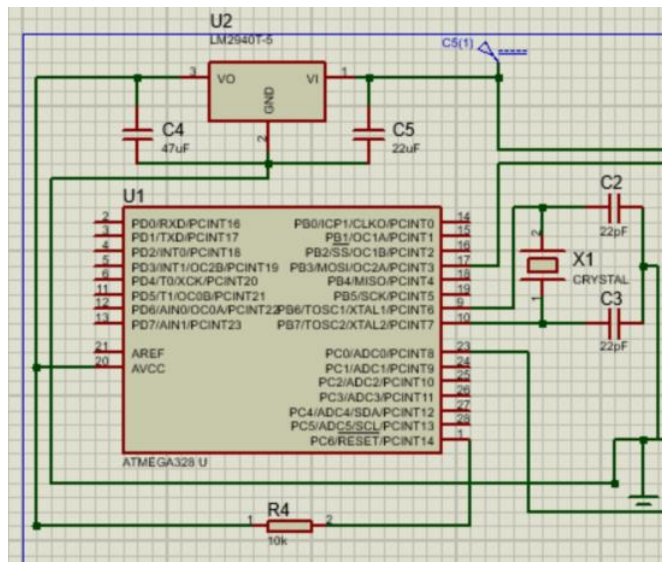 U2
LM2940T-5
C5(1)
3 VO VI 1
GND
2
C4
47uF
C5
22uF
U1
2 PD0/RXD/PCINT16 PB0/ICP1/CLKO/PCINT0 14
3 PD1/TXD/PCINT17 PB1/OC1A/PCINT1 15
4 PD2/INT0/PCINT18 PB2/SS/OC1B/PCINT2 16
5 PD3/INT1/OC2B/PCINT19 PB3/MOSI/OC2A/PCINT3 17
6 PD4/T0/XCK/PCINT20 PB4/MISO/PCINT4 18
11 PD5/T1/OC0B/PCINT21 PB5/SCK/PCINT5 19
12 PD6/AIN0/OC0A/PCINT22 PB6/TOSC1/XTAL1/PCINT6 9
13 PD7/AIN1/PCINT23 PB7/TOSC2/XTAL2/PCINT7 10
21 AREF PC0/ADC0/PCINT8 23
20 AVCC PC1/ADC1/PCINT9 24
PC2/ADC2/PCINT10 25
PC3/ADC3/PCINT11 26
PC4/ADC4/SDA/PCINT12 27
PC5/ADC5/SCL/PCINT13 28
PC6/RESET/PCINT14 1
ATMEGA328 U
C2
22pF
2
X1
CRYSTAL
1
C3
22pF
R4
1 2
10k